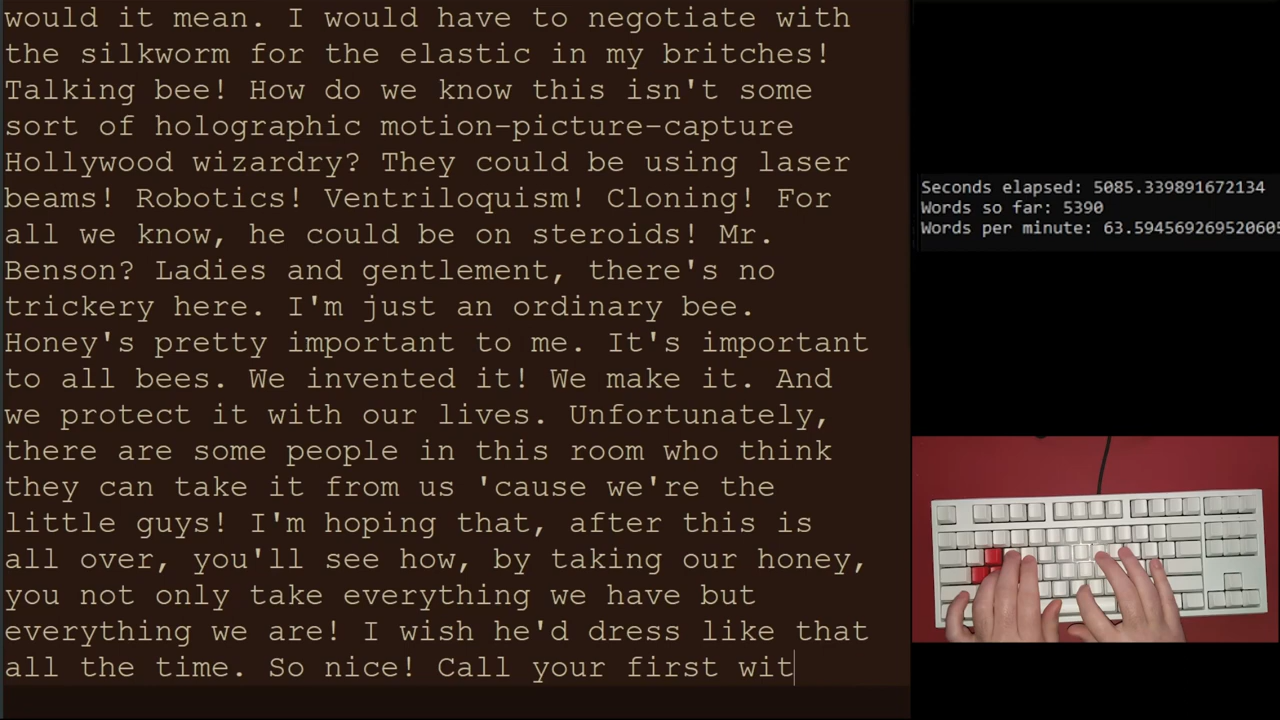 would it mean. I would have to negotiate with
the silkworm for the elastic in my britches!
Talking bee! How do we know this isn't some
sort of holographic motion-picture-capture
Hollywood wizardry? They could be using laser
beams! Robotics! Ventriloquism! Cloning! For
all we know, he could be on steroids! Mr.
Benson? Ladies and gentlement, there's no
trickery here. I'm just an ordinary bee.
Honey's pretty important to me. It's important
to all bees. We invented it! We make it. And
we protect it with our lives. Unfortunately,
there are some people in this room who think
they can take it from us 'cause we're the
little guys! I'm hoping that, after this is
all over, you'll see how, by taking our honey,
you not only take everything we have but
everything we are! I wish he'd dress like that
all the time. So nice! Call your first wit
Seconds elapsed: 5085.339891672134
Words so far: 5390
Words per minute: 63.594569269520605